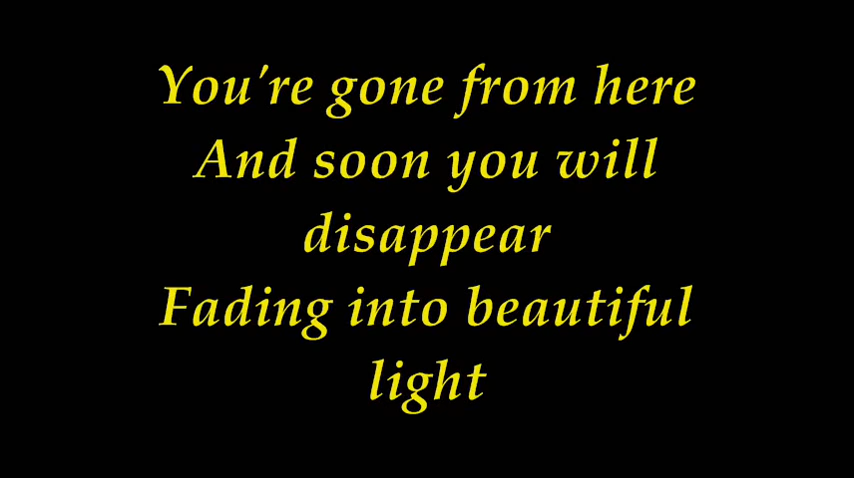 You're gone from here
And soon you will
disappear
Fading into beautiful
light